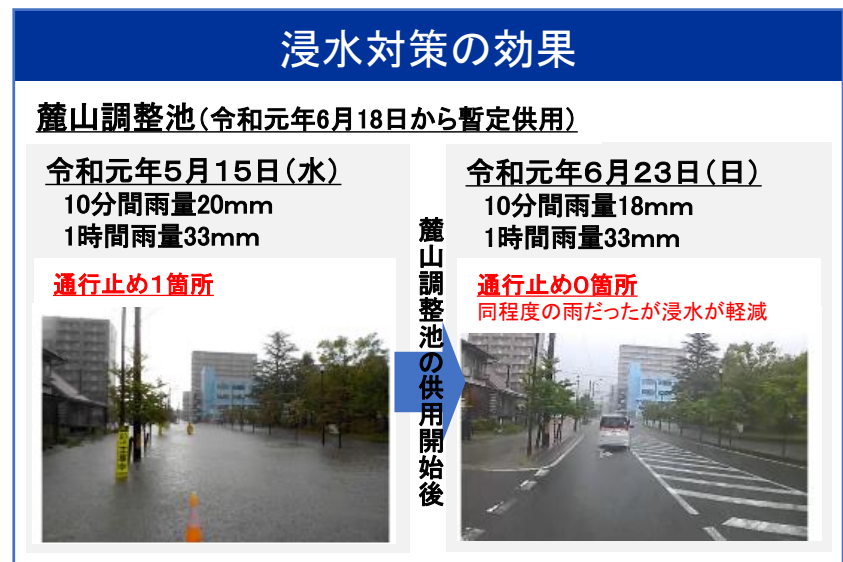 浸水対策の効果
麓山調整池(令和元年6月18日から暫定供用)
令和元年5月15日(水)
10分間雨量20mm
1時間雨量33mm
通行止め1箇所
麓山調整池の供用開始後
令和元年6月23日(日)
10分間雨量18mm
1時間雨量33mm
通行止め0箇所
同程度の雨だったが浸水が軽減